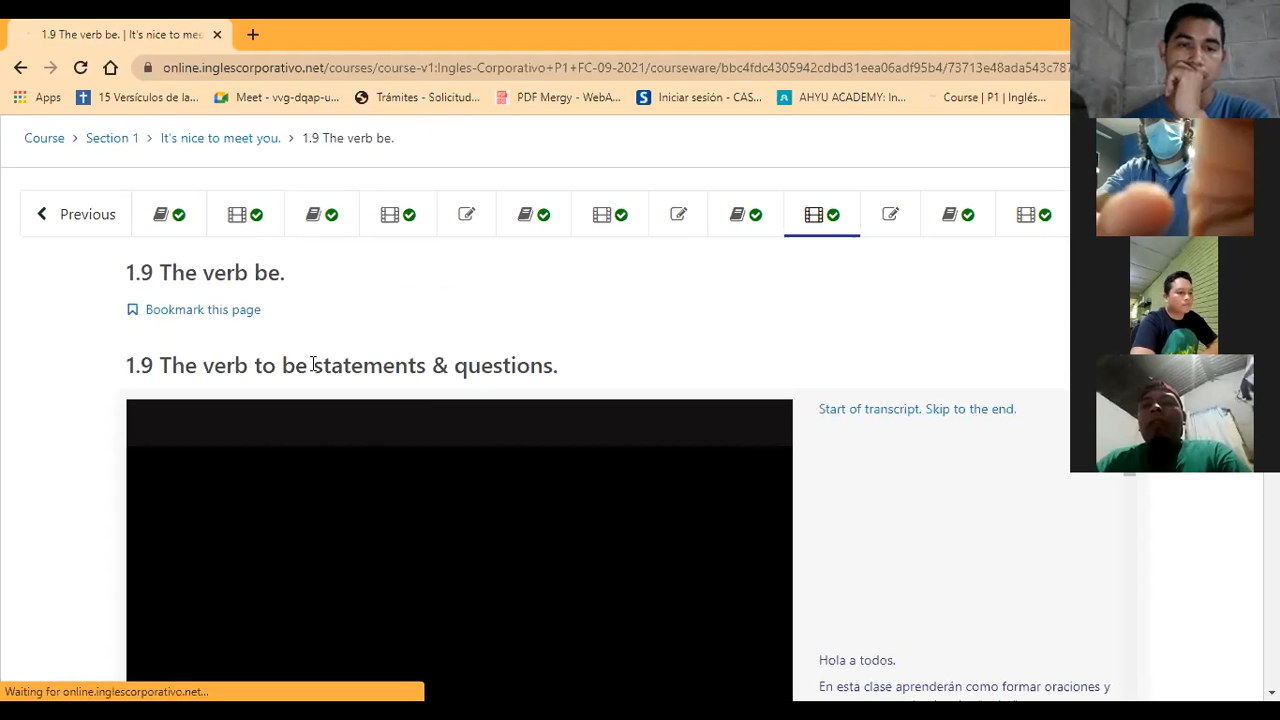 1.9 The verb be. | It's nice to mee
online.inglescorporativo.net/courses/course-v1:Ingles-Corporativo+P1+FC-09-2021/courseware/bbc4fdc4305942cdbd31eea06adf95b4/73713e48ada543c787
Apps 15 Versículos de la... Meet - vvg-dqap-u... Trámites - Solicitud... PDF Mergy - WebA... Iniciar sesión - CAS... AHYU ACADEMY: In... Course | P1 | Inglés...
Course > Section 1 > It's nice to meet you. > 1.9 The verb be.
Previous
1.9 The verb be.
Bookmark this page
1.9 The verb to be statements & questions.
Start of transcript. Skip to the end.
Hola a todos.
En esta clase aprenderán como formar oraciones y
Waiting for online.inglescorporativo.net...